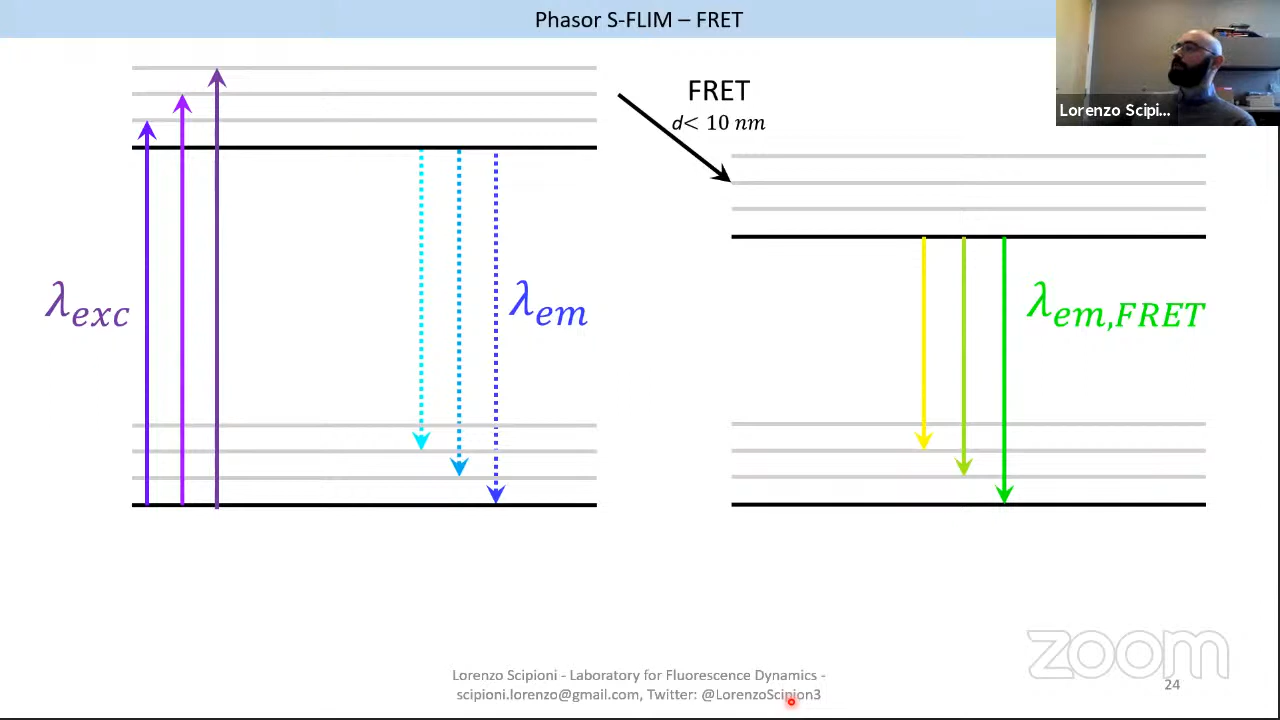 Phasor S-FLIM – FRET
Lorenzo Scipi...
FRET
d< 10 nm
λexc
λem
λem,FRET
zoom
Lorenzo Scipioni - Laboratory for Fluorescence Dynamics -
scipioni.lorenzo@gmail.com, Twitter: @LorenzoScipion3
24